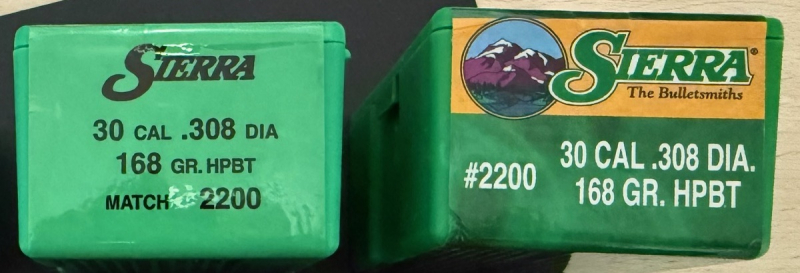 SIERRA
30 CAL .308 DIA
168 GR. HPBT
MATCH 2200
SIERRA®
The Bulletsmiths
#2200
30 CAL .308 DIA.
168 GR. HPBT